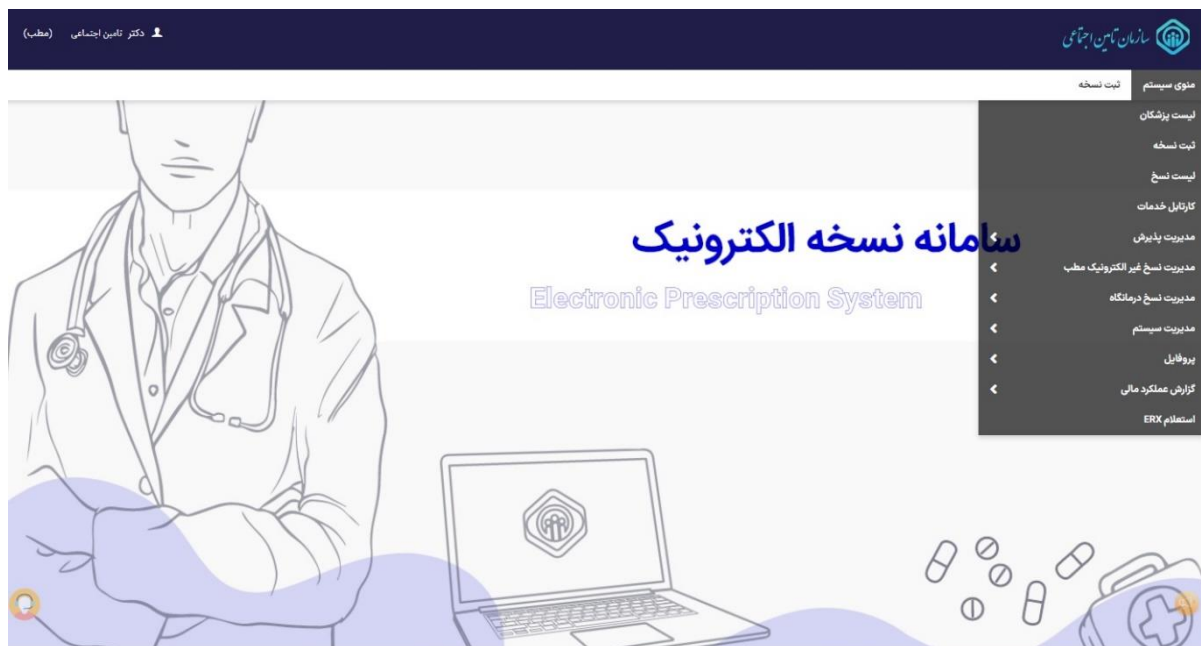 سازمان تامین اجتماعی
دکتر تامین اجتماعی (مطب)
منوی سیستم
ثبت نسخه
لیست پزشکان
ثبت نسخه
لیست نسخ
کارتابل خدمات
مدیریت پذیرش
مدیریت نسخ غیر الکترونیک مطب
مدیریت نسخ درمانگاه
مدیریت سیستم
پروفایل
گزارش عملکرد مالی
استعلام ERX
سامانه نسخه الکترونیک
Electronic Prescription System